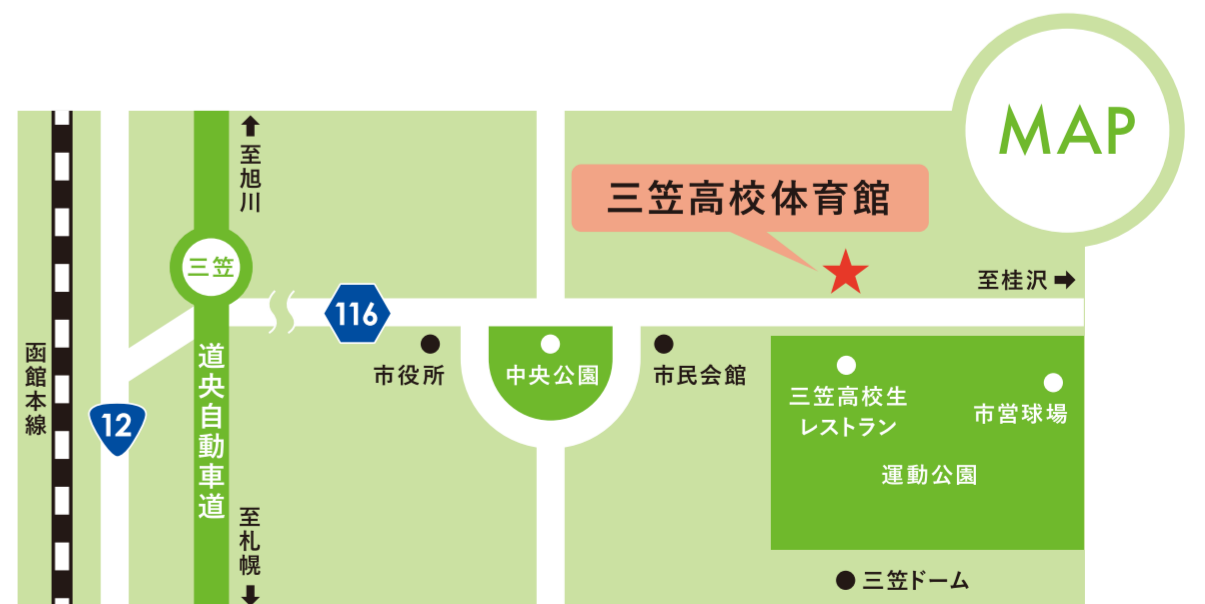 MAP
至旭川
三笠高校体育館
三笠
至桂沢
116
函館本線
道央自動車道
市役所
中央公園
市民会館
三笠高校生
レストラン
市営球場
12
運動公園
至札幌
三笠ドーム